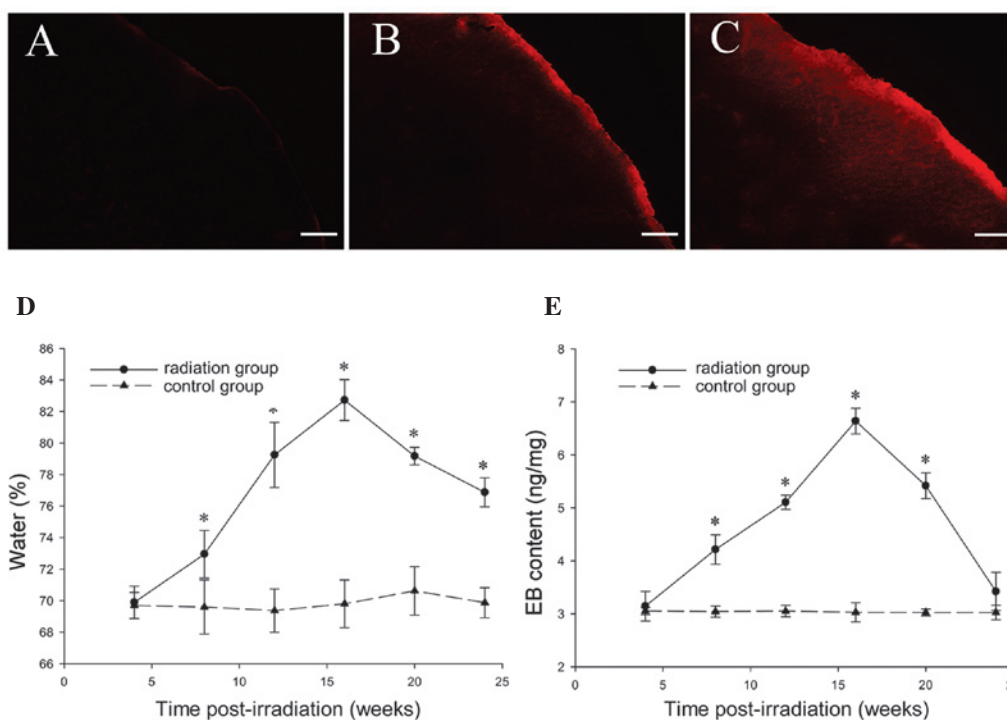 A B C
D E
86
84
82
80
78
76
74
72
70
68
66
Water (%)
radiation group
control group
*
*
*
*
*
0 5 10 15 20 25
Time post-irradiation (weeks)
8
7
6
5
4
3
2
EB content (ng/mg)
radiation group
control group
*
*
*
*
*
0 5 10 15 20
Time post-irradiation (weeks)